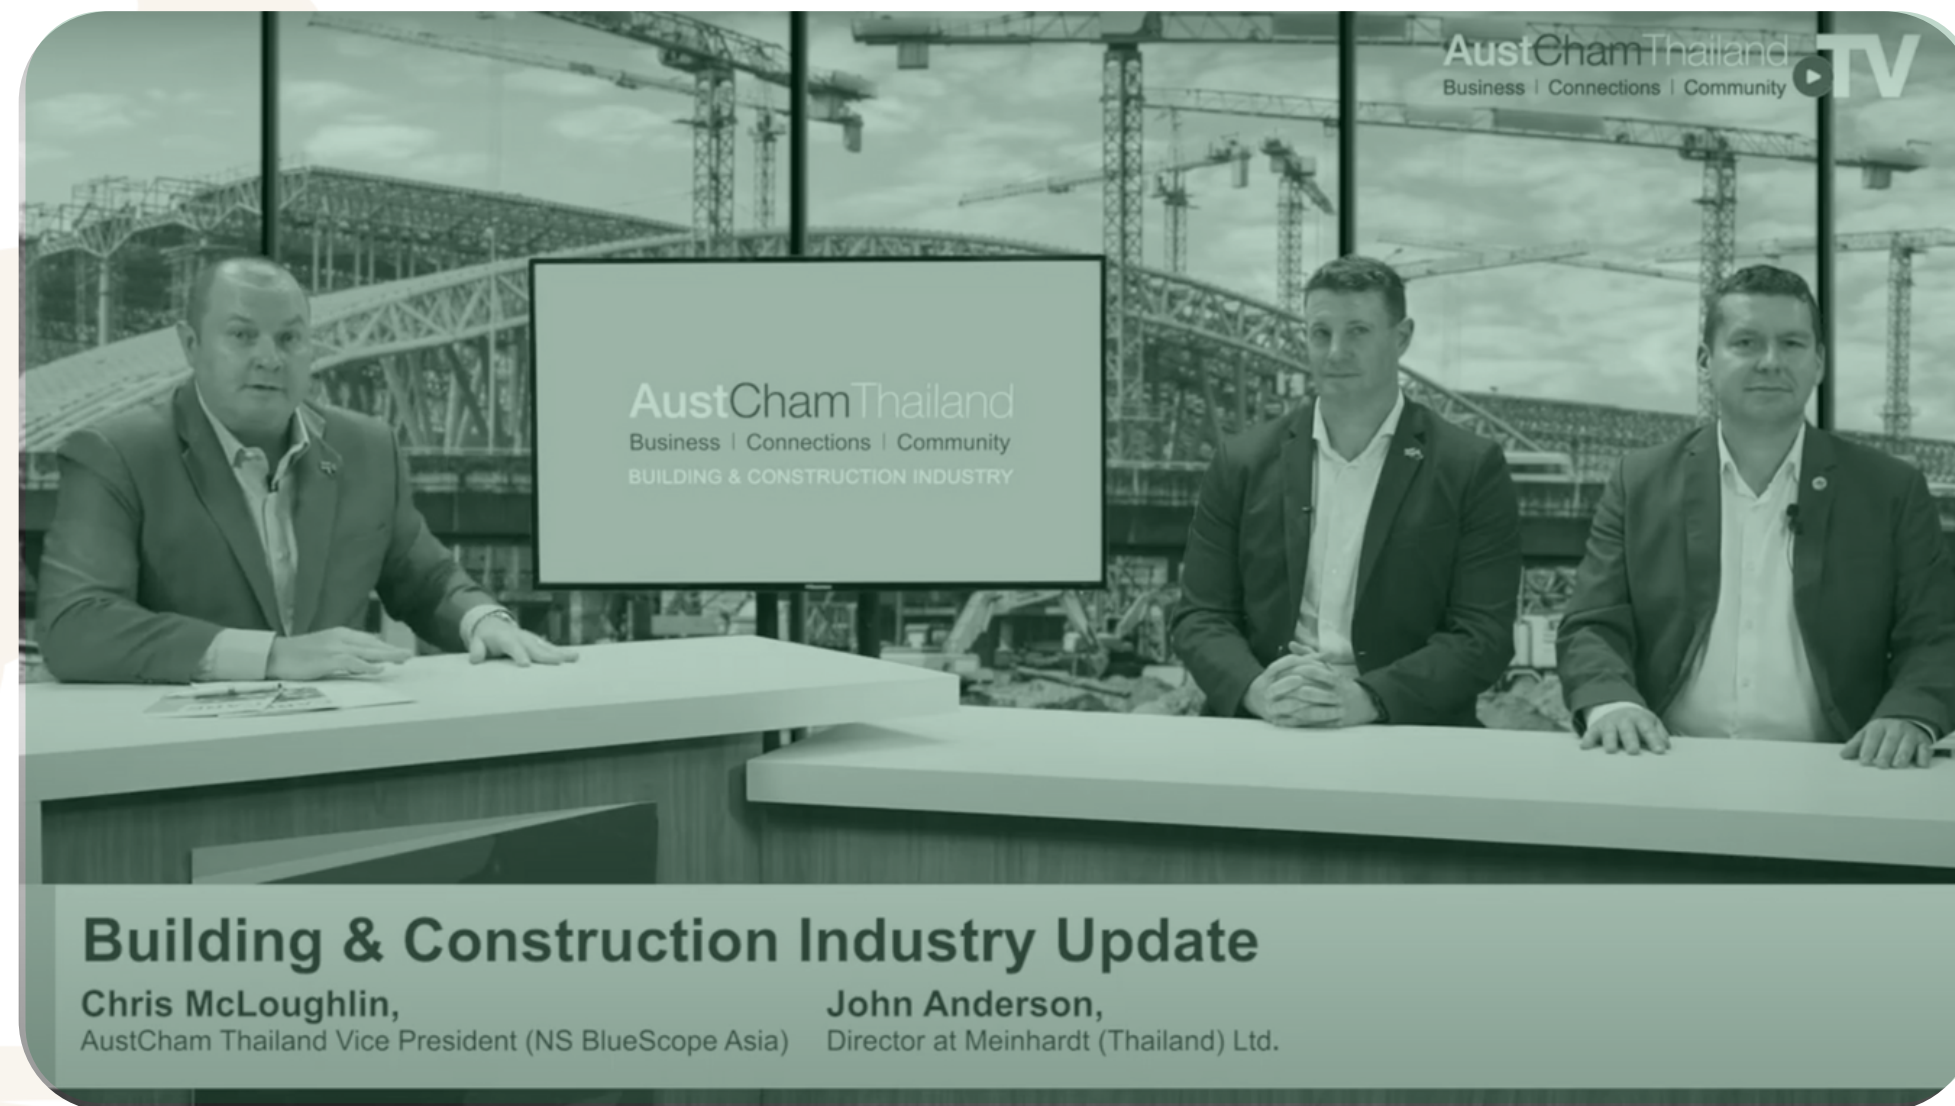 AustChamThailand TV
Business | Connections | Community
AustChamThailand
Business | Connections | Community
BUILDING & CONSTRUCTION INDUSTRY
Building & Construction Industry Update
Chris McLoughlin,
AustCham Thailand Vice President (NS BlueScope Asia)
John Anderson,
Director at Meinhardt (Thailand) Ltd.